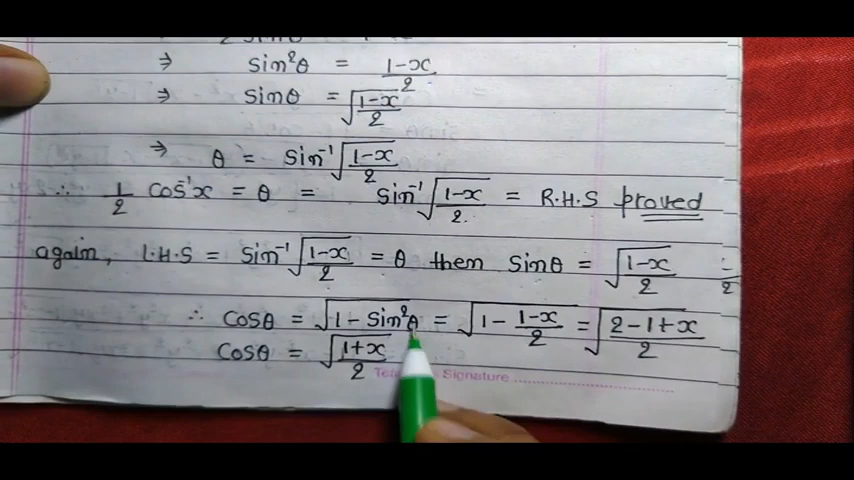 ⇒ sin²θ = (1-x)/2
⇒ sinθ = √((1-x)/2)
⇒ θ = sin⁻¹√((1-x)/2)
∴ 1/2 cos⁻¹x = θ = sin⁻¹√((1-x)/2) = R.H.S proved
again, L.H.S = sin⁻¹√((1-x)/2) = θ then sinθ = √((1-x)/2)
∴ cosθ = √(1-sin²θ) = √(1-(1-x)/2) = √((2-1+x)/2)
cosθ = √((1+x)/2)
Signature